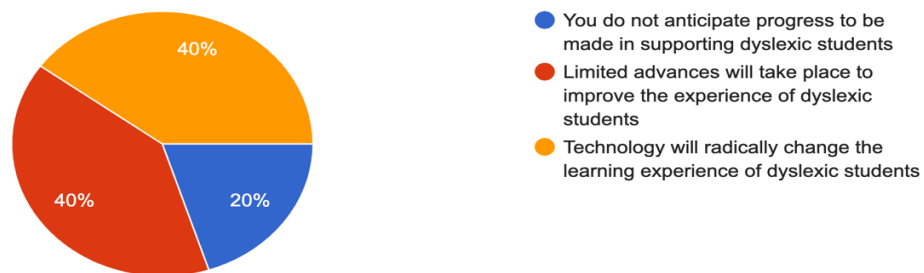 40%
40%
20%
You do not anticipate progress to be
made in supporting dyslexic students
Limited advances will take place to
improve the experience of dyslexic
students
Technology will radically change the
learning experience of dyslexic students